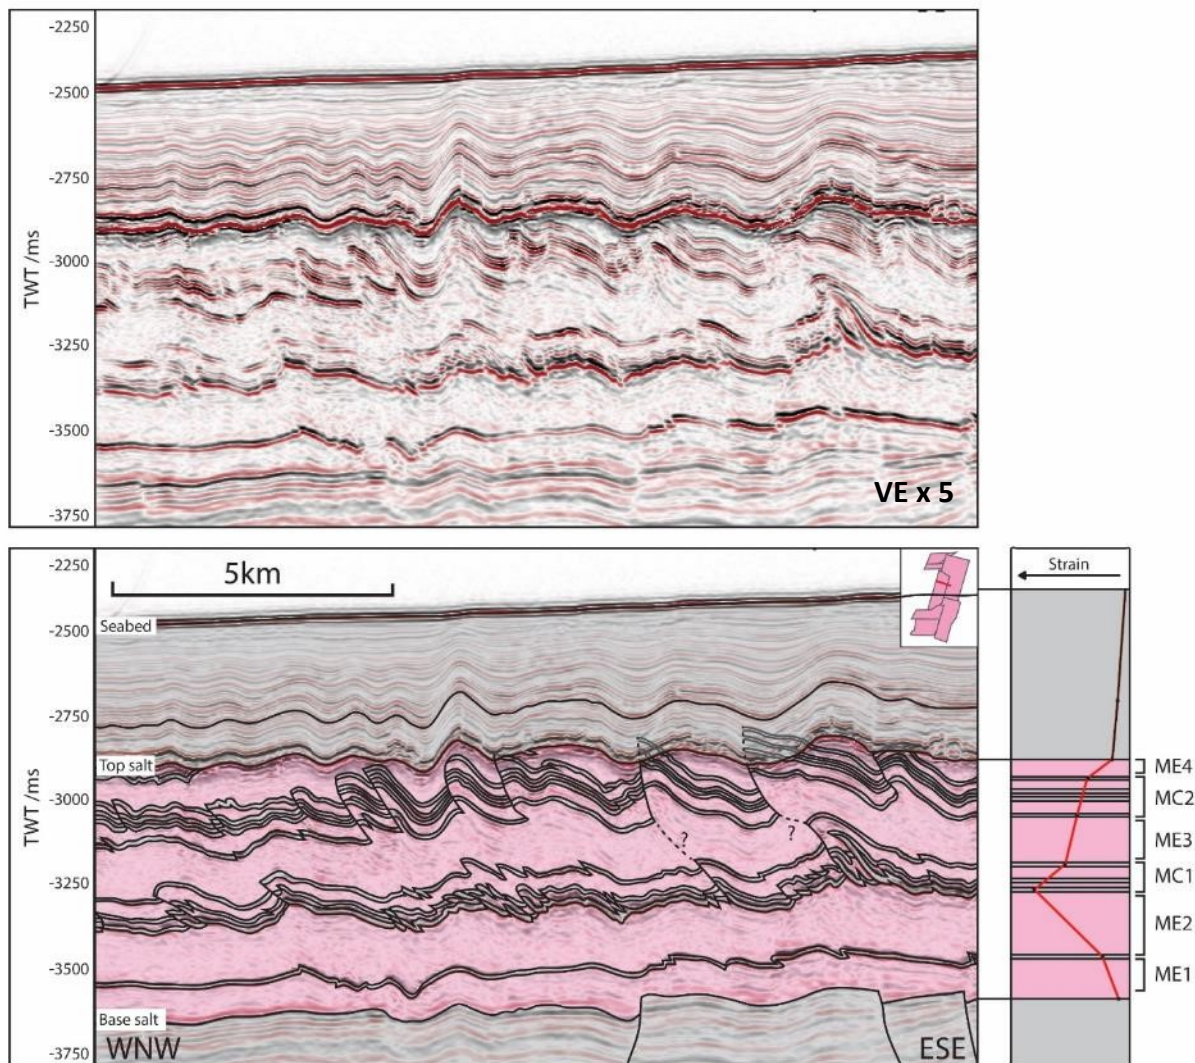 -2250
-2500
-2750
-3000
-3250
-3500
-3750
TWT /ms
VE x 5
-2250
-2500
-2750
-3000
-3250
-3500
-3750
TWT /ms
5km
Seabed
Top salt
Base salt
WNW
ESE
?
?
Strain
ME4
MC2
ME3
MC1
ME2
ME1